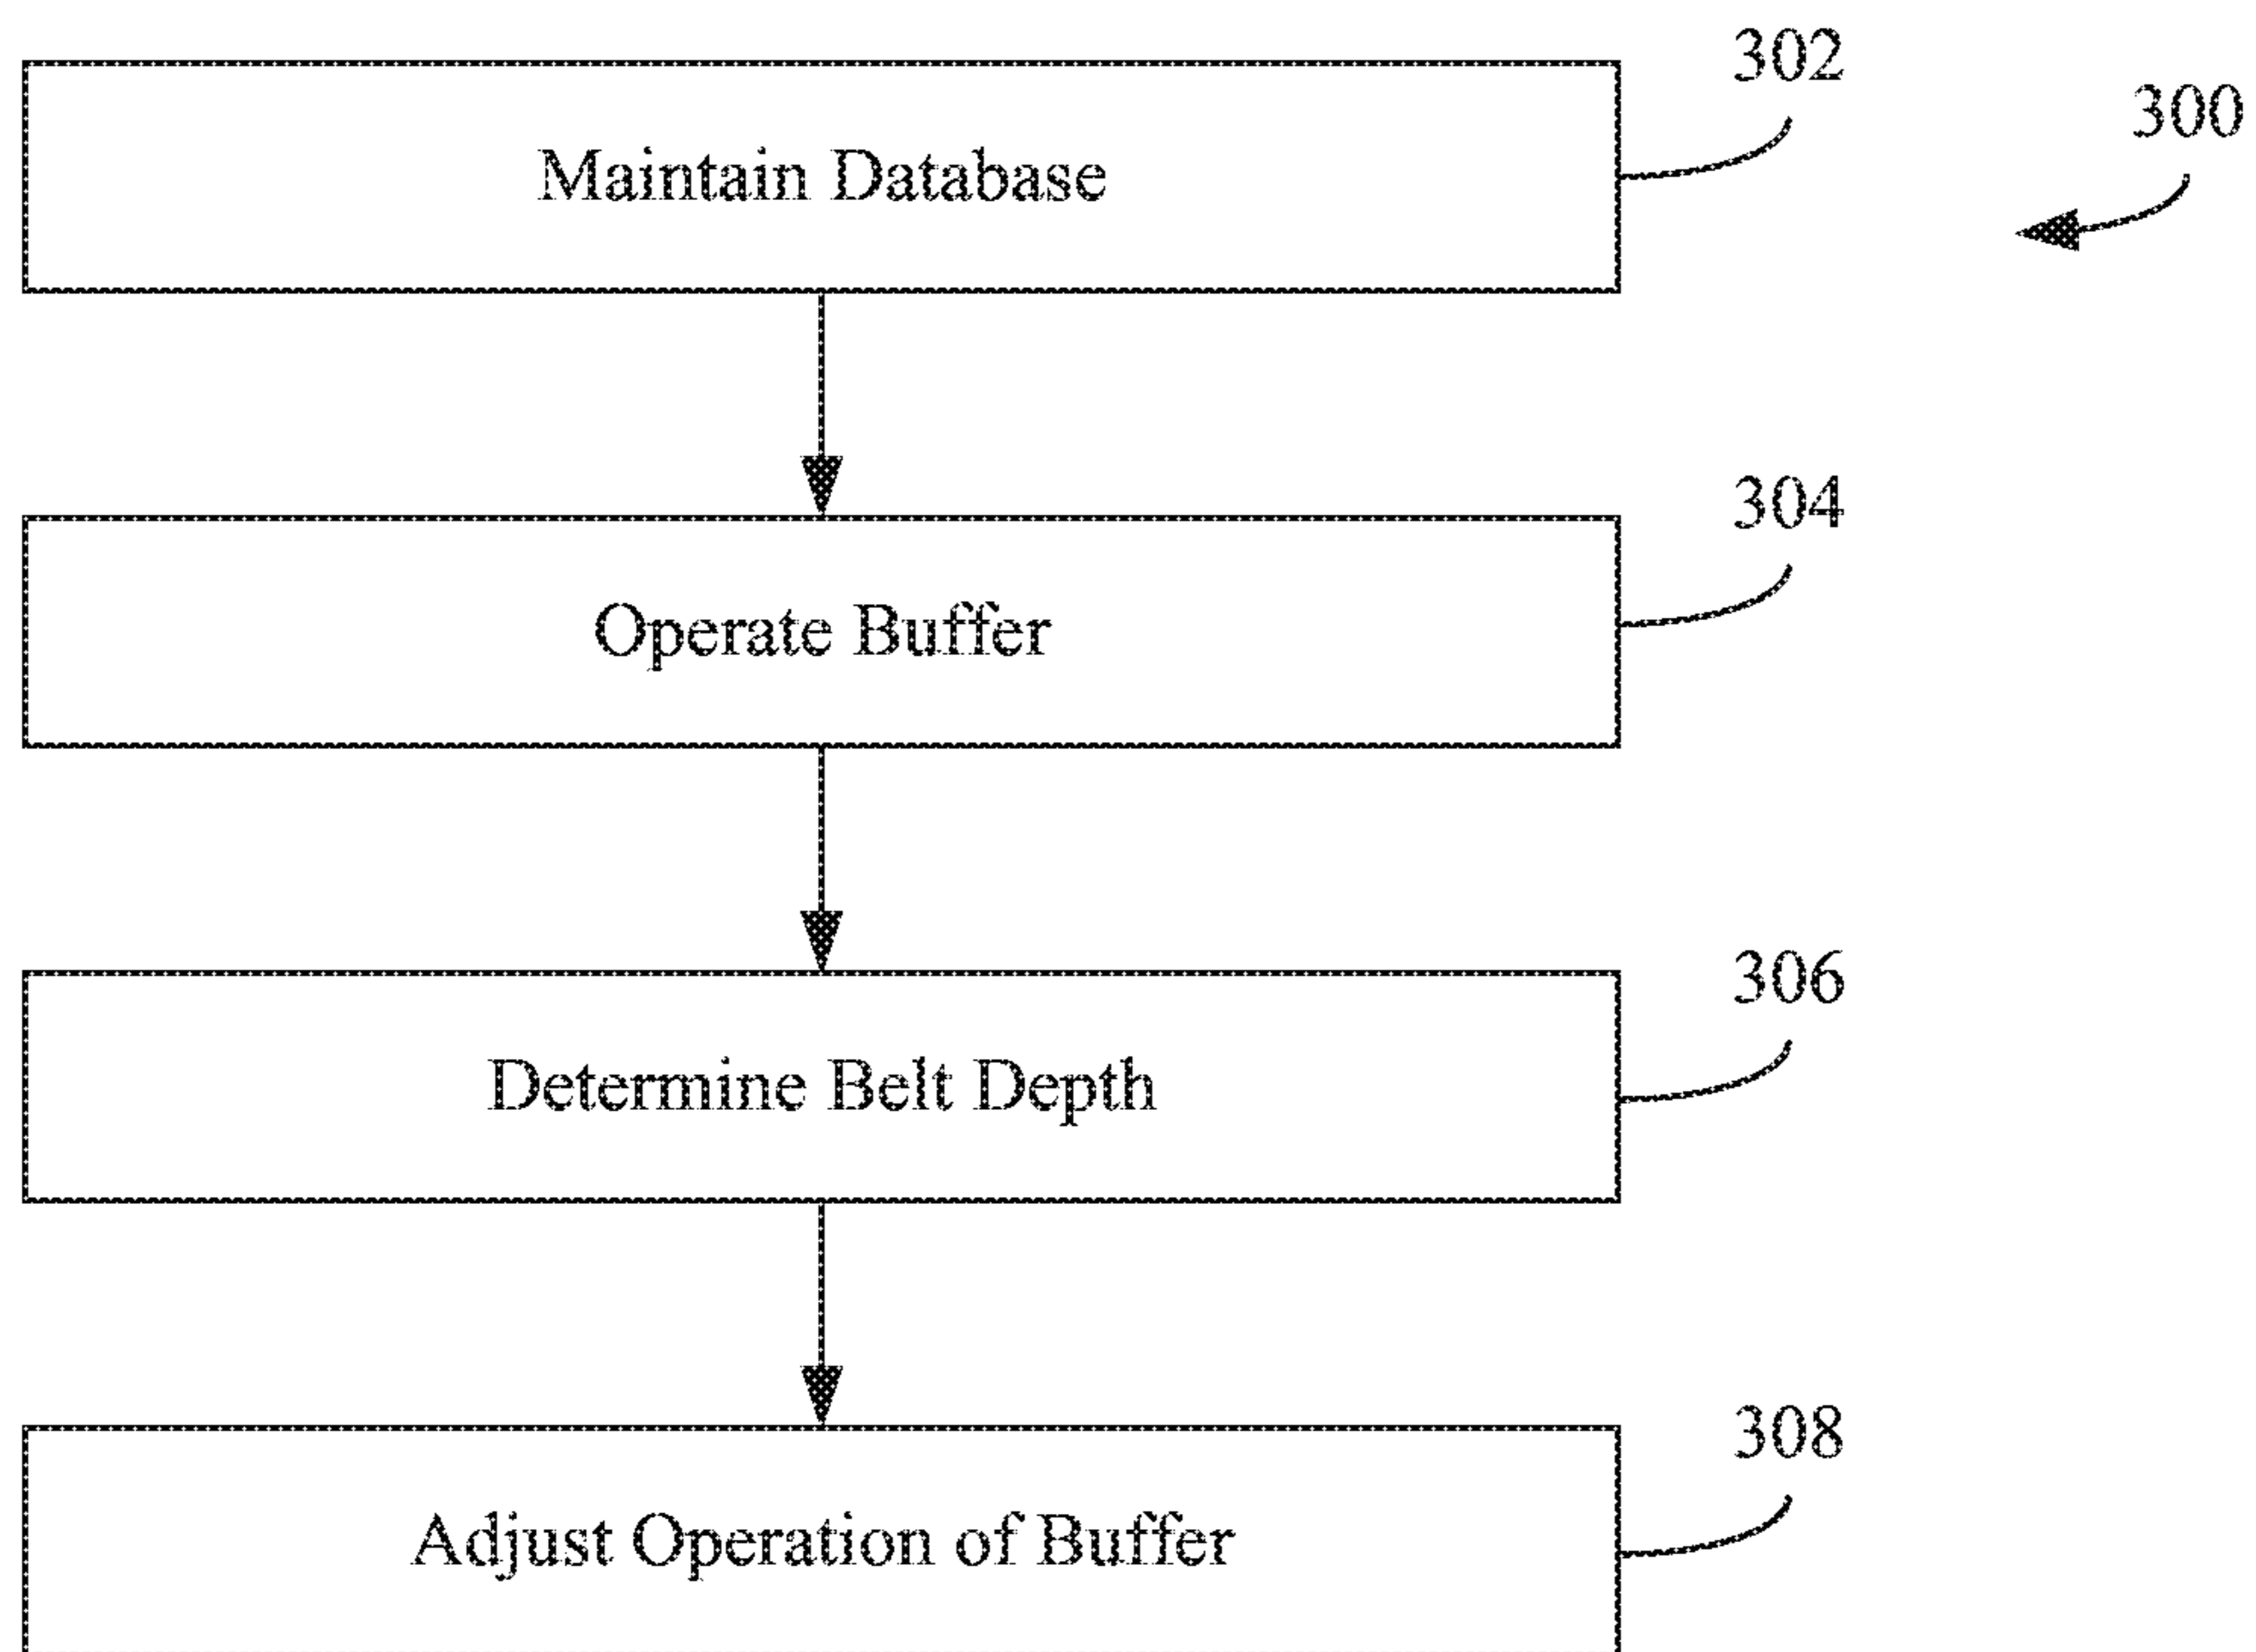 302
300
Maintain Database
304
Operate Buffer
306
Determine Belt Depth
308
Adjust Operation of Buffer